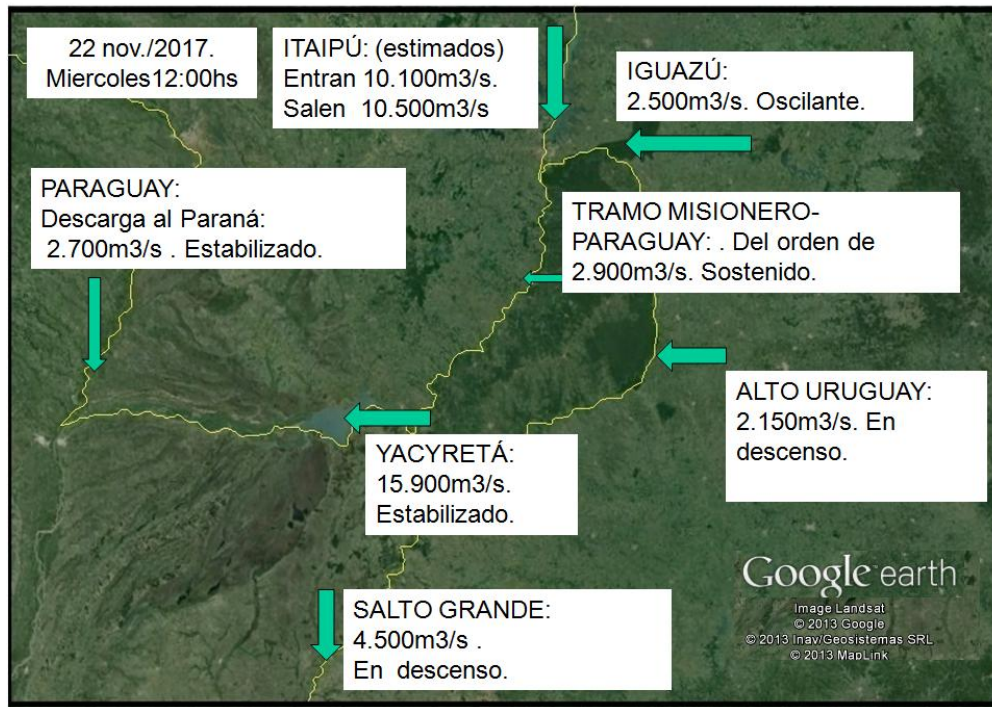 22 nov./2017.
Miercoles12:00hs
ITAIPÚ: (estimados)
Entran 10.100m3/s.
Salen 10.500m3/s
IGUAZÚ:
2.500m3/s. Oscilante.
PARAGUAY:
Descarga al Paraná:
2.700m3/s . Estabilizado.
TRAMO MISIONERO-
PARAGUAY: . Del orden de
2.900m3/s. Sostenido.
ALTO URUGUAY:
2.150m3/s. En
descenso.
YACYRETÁ:
15.900m3/s.
Estabilizado.
SALTO GRANDE:
4.500m3/s .
En descenso.
Google earth
Image Landsat
© 2013 Google
© 2013 Inav/Geosistemas SRL
© 2013 MapLink